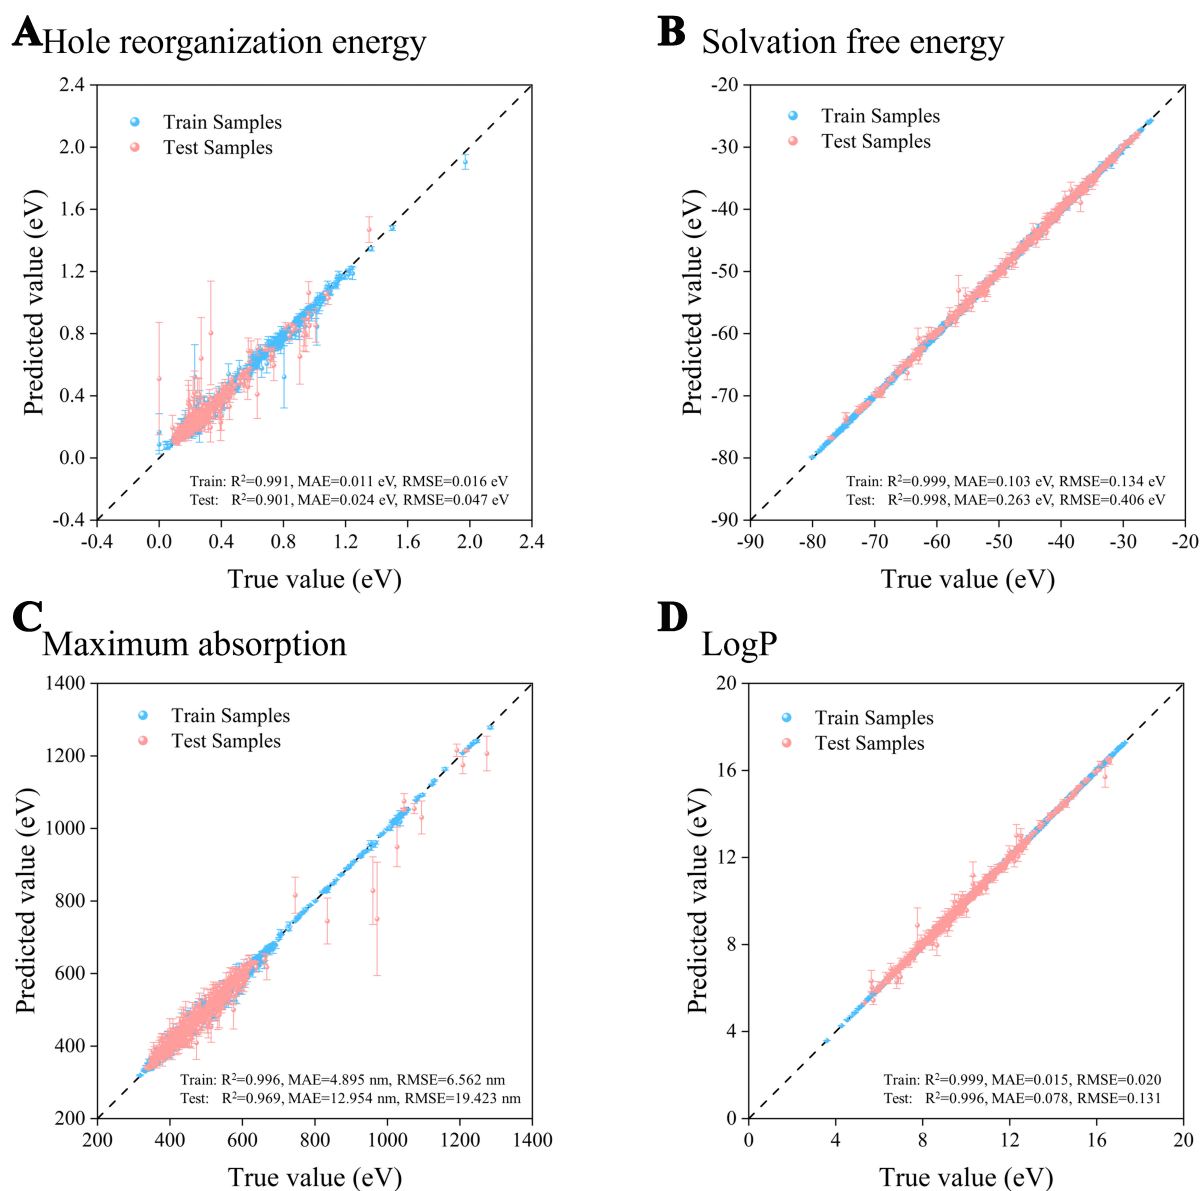 A Hole reorganization energy
2.4
2.0
1.6
1.2
0.8
0.4
0.0
-0.4
Predicted value (eV)
Train Samples
Test Samples
Train: R²=0.991, MAE=0.011 eV, RMSE=0.016 eV
Test: R²=0.901, MAE=0.024 eV, RMSE=0.047 eV
-0.4 0.0 0.4 0.8 1.2 1.6 2.0 2.4
True value (eV)
B Solvation free energy
-20
-30
-40
-50
-60
-70
-80
-90
Predicted value (eV)
Train Samples
Test Samples
Train: R²=0.999, MAE=0.103 eV, RMSE=0.134 eV
Test: R²=0.998, MAE=0.263 eV, RMSE=0.406 eV
-90 -80 -70 -60 -50 -40 -30 -20
True value (eV)
C Maximum absorption
1400
1200
1000
800
600
400
200
Predicted value (eV)
Train Samples
Test Samples
Train: R²=0.996, MAE=4.895 nm, RMSE=6.562 nm
Test: R²=0.969, MAE=12.954 nm, RMSE=19.423 nm
200 400 600 800 1000 1200 1400
True value (eV)
D LogP
20
16
12
8
4
0
Predicted value (eV)
Train Samples
Test Samples
Train: R²=0.999, MAE=0.015, RMSE=0.020
Test: R²=0.996, MAE=0.078, RMSE=0.131
0 4 8 12 16 20
True value (eV)